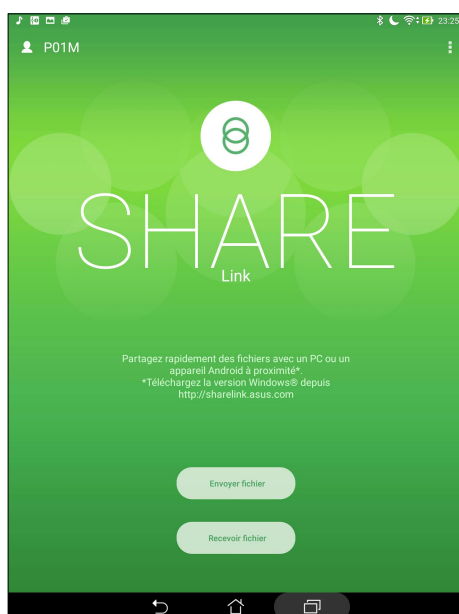 23:25
P01M
SHARE
Link
Partagez rapidement des fichiers avec un PC ou un
appareil Android à proximité*.
*Téléchargez la version Windows® depuis
http://sharelink.asus.com
Envoyer fichier
Recevoir fichier